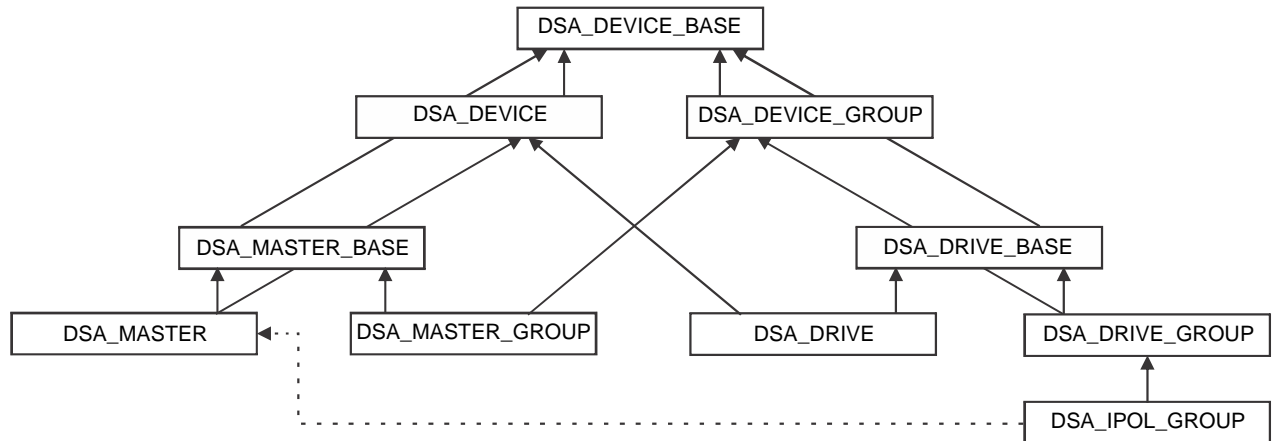 DSA_DEVICE_BASE
DSA_DEVICE
DSA_DEVICE_GROUP
DSA_MASTER_BASE
DSA_DRIVE_BASE
DSA_MASTER
DSA_MASTER_GROUP
DSA_DRIVE
DSA_DRIVE_GROUP
DSA_IPOL_GROUP